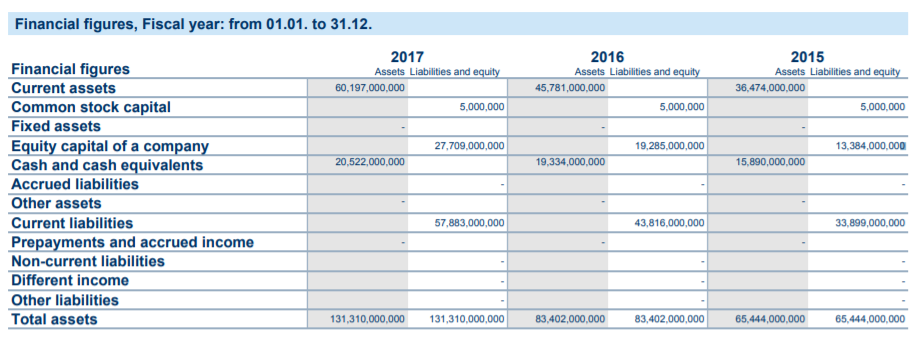 Financial figures, Fiscal year: from 01.01. to 31.12.
2017 2016 2015
Financial figures Assets Liabilities and equity Assets Liabilities and equity Assets Liabilities and equity
Current assets 60,197,000,000 45,781,000,000 36,474,000,000
Common stock capital 5,000,000 5,000,000 5,000,000
Fixed assets - - -
Equity capital of a company 27,709,000,000 19,285,000,000 13,384,000,000
Cash and cash equivalents 20,522,000,000 19,334,000,000 15,890,000,000
Accrued liabilities - - -
Other assets - - -
Current liabilities 57,883,000,000 43,816,000,000 33,899,000,000
Prepayments and accrued income - - -
Non-current liabilities - - -
Different income - - -
Other liabilities - - -
Total assets 131,310,000,000 131,310,000,000 83,402,000,000 83,402,000,000 65,444,000,000 65,444,000,000